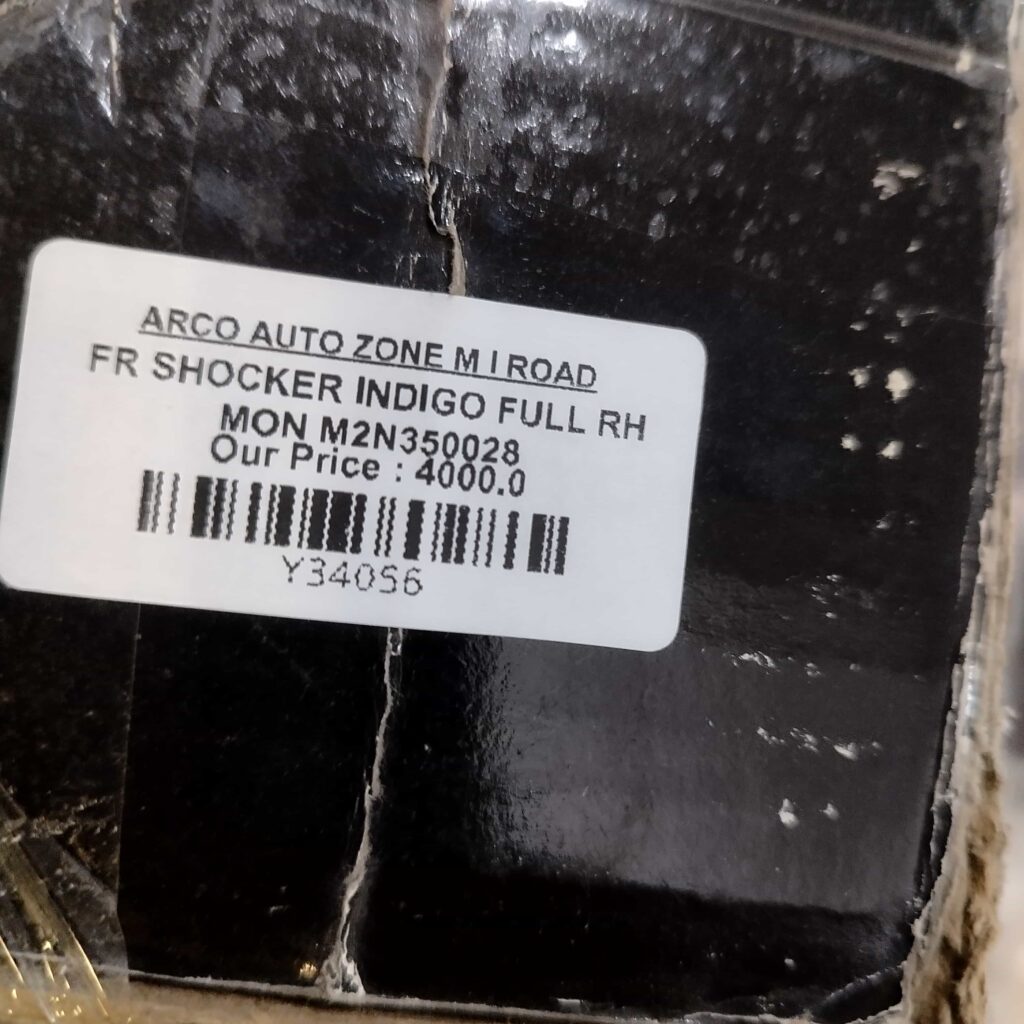 ARCO AUTO ZONE M I ROAD
FR SHOCKER INDIGO FULL RH
MON M2N350028
Our Price : 4000.0
Y34056